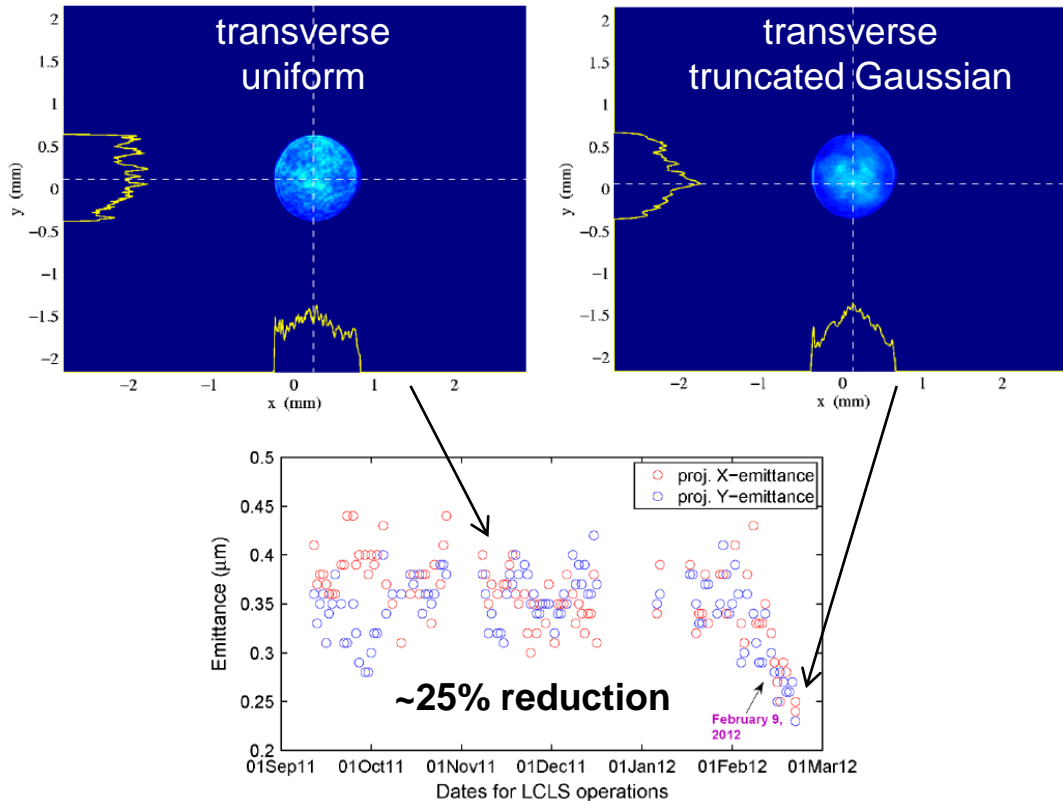 transverse
uniform
2
1.5
1
0.5
0
−0.5
−1
−1.5
−2
y (mm)
−2
−1
0
1
2
x (mm)
transverse
truncated Gaussian
2
1.5
1
0.5
0
−0.5
−1
−1.5
−2
y (mm)
−2
−1
0
1
2
x (mm)
0.5
0.45
0.4
0.35
0.3
0.25
0.2
Emittance (μm)
proj. X−emittance
proj. Y−emittance
~25% reduction
February 9,
2012
01Sep11 01Oct11 01Nov11 01Dec11 01Jan12 01Feb12 01Mar12
Dates for LCLS operations